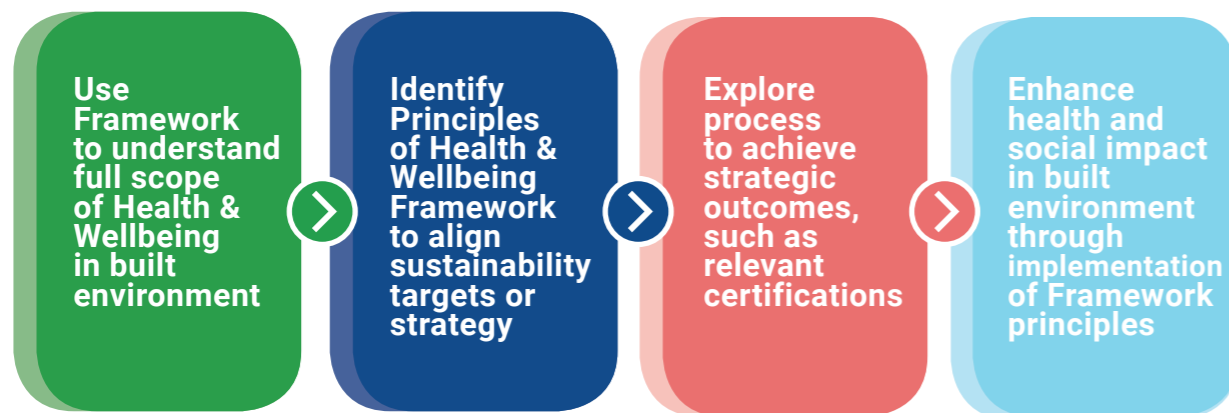 Use
Framework
to understand
full scope
of Health &
Wellbeing
in built
environment
Identify
Principles
of Health &
Wellbeing
Framework
to align
sustainability
targets or
strategy
Explore
process
to achieve
strategic
outcomes,
such as
relevant
certifications
Enhance
health and
social impact
in built
environment
through
implementation
of Framework
principles